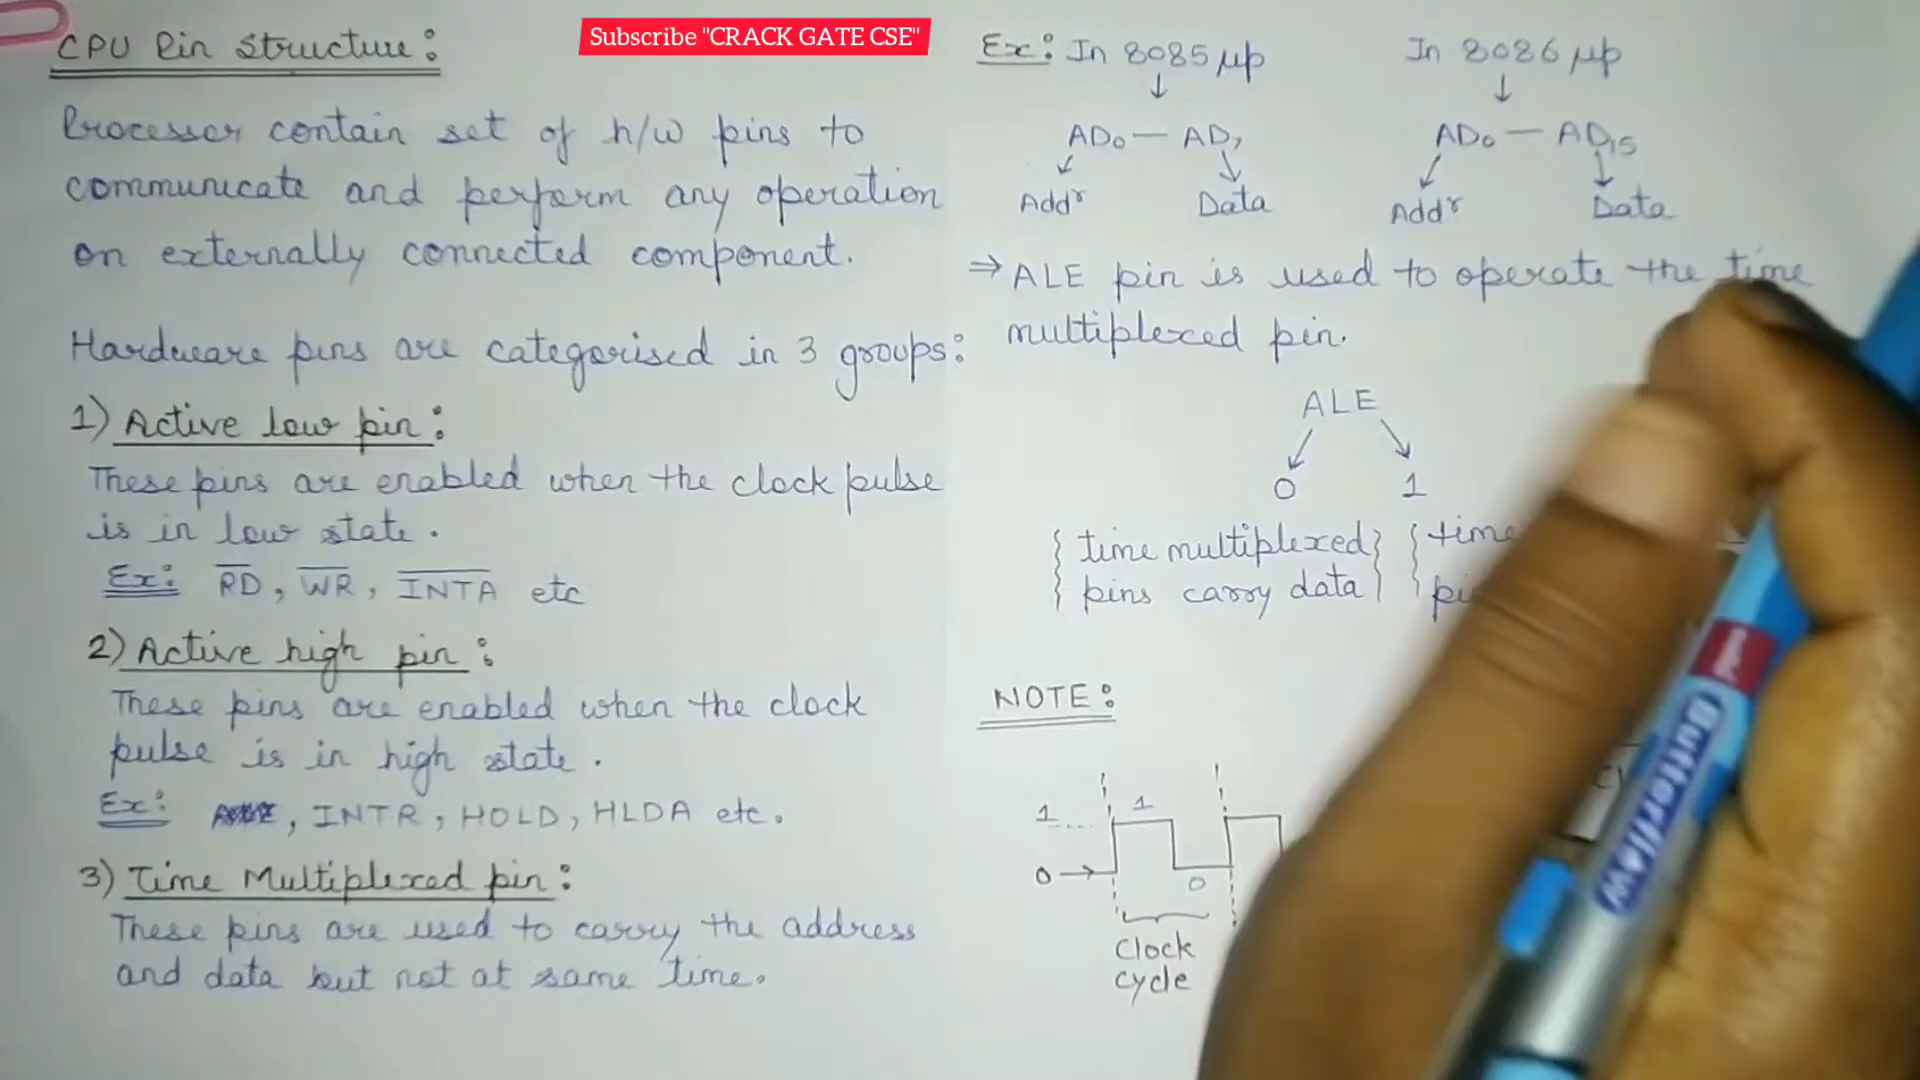 CPU Pin Structure:
Processor contain set of h/w pins to
communicate and perform any operation
on externally connected component.
Hardware pins are categorised in 3 groups:
1) Active low pin:
These pins are enabled when the clock pulse
is in low state.
Ex: R̅D̅, W̅R̅, I̅N̅T̅A̅ etc
2) Active high pin:
These pins are enabled when the clock
pulse is in high state.
Ex: , INTR, HOLD, HLDA etc.
3) Time Multiplexed pin:
These pins are used to carry the address
and data but not at same time.
Subscribe "CRACK GATE CSE"
Ex: In 8085 μp
AD₀ — AD₇
Addr Data
In 8086 μp
AD₀ — AD₁₅
Addr Data
⇒ ALE pin is used to operate the time
multiplexed pin.
ALE
0 1
{ time multiplexed }
{ pins carry data }
{ time
NOTE:
1 1
0 → 0
Clock
cycle
Butterflow